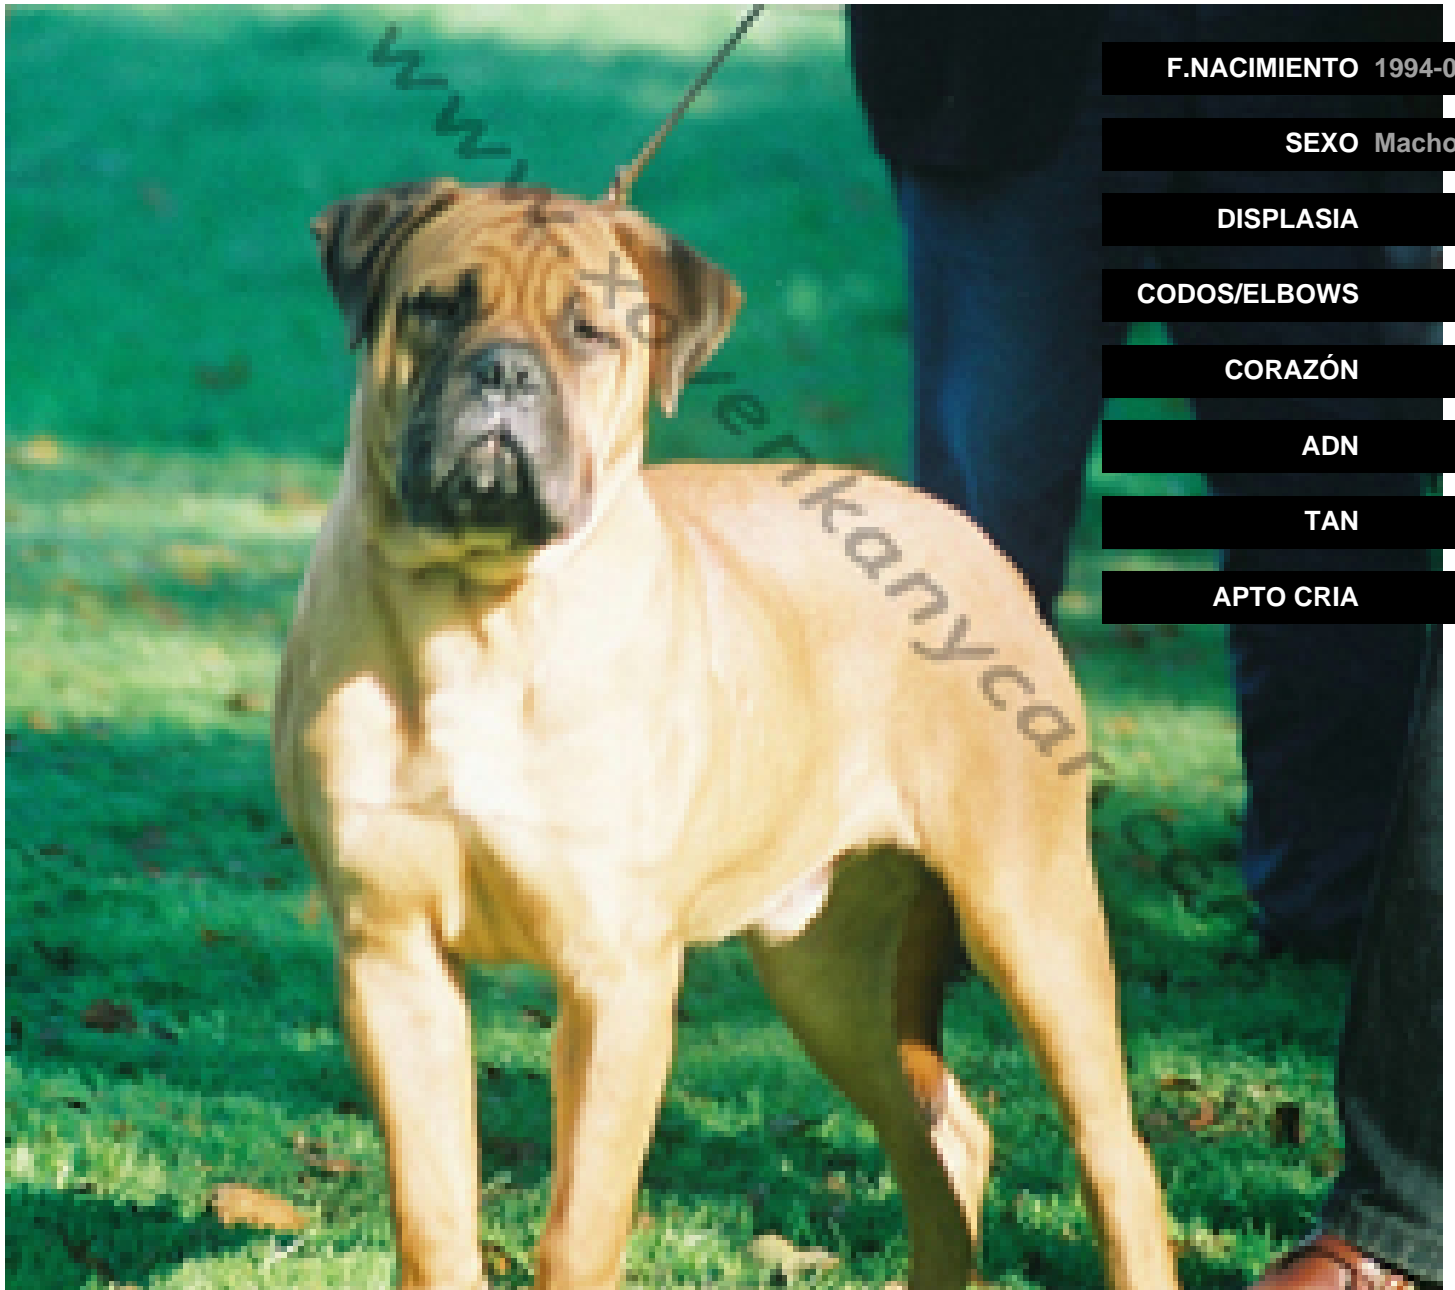 F.NACIMIENTO 1994-0
SEXO Macho
DISPLASIA
CODOS/ELBOWS
CORAZÓN
ADN
TAN
APTO CRIA